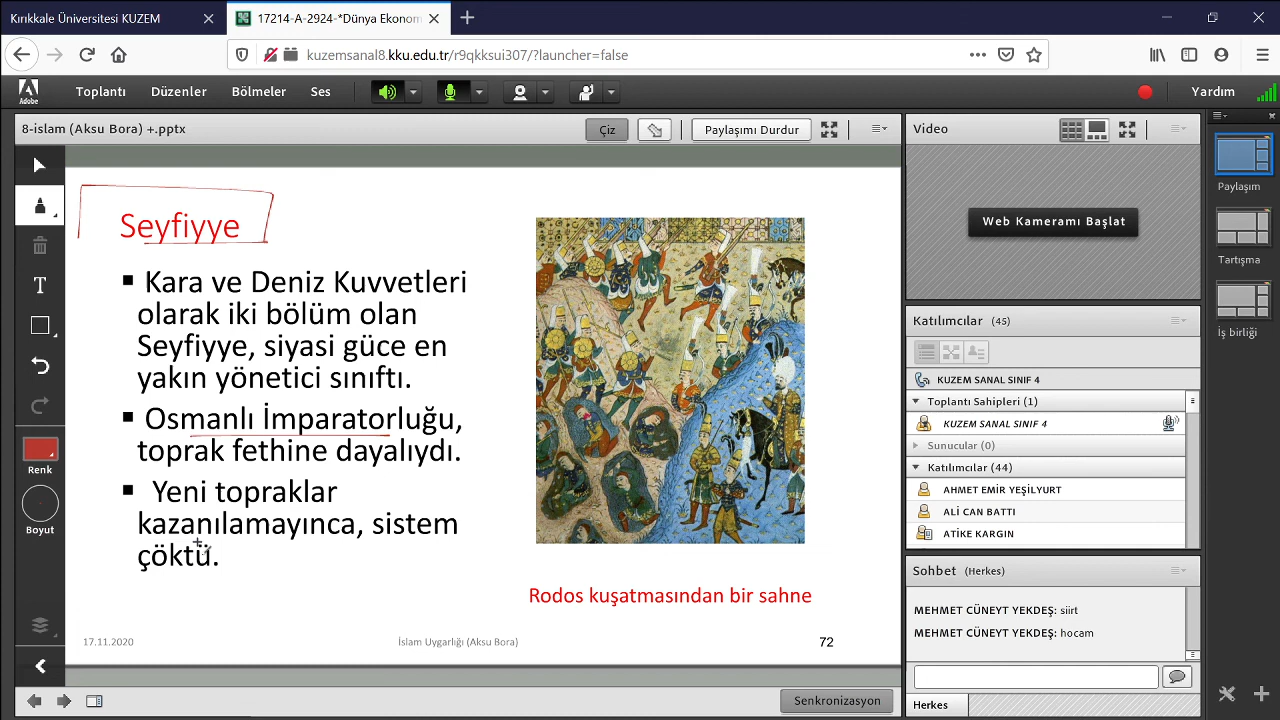 Kırıkkale Üniversitesi KUZEM
17214-A-2924-*Dünya Ekonom
kuzemsanal8.kku.edu.tr/r9qkksui307/?launcher=false
Adobe
Toplantı
Düzenler
Bölmeler
Ses
Yardım
8-islam (Aksu Bora) +.pptx
Çiz
Paylaşımı Durdur
Renk
Boyut
Seyfiyye
Kara ve Deniz Kuvvetleri
olarak iki bölüm olan
Seyfiyye, siyasi güce en
yakın yönetici sınıftı.
Osmanlı İmparatorluğu,
toprak fethine dayalıydı.
Yeni topraklar
kazanılamayınca, sistem
çöktü.
Rodos kuşatmasından bir sahne
17.11.2020
İslam Uygarlığı (Aksu Bora)
72
Senkronizasyon
Video
Web Kameramı Başlat
Katılımcılar (45)
KUZEM SANAL SINIF 4
Toplantı Sahipleri (1)
KUZEM SANAL SINIF 4
Sunucular (0)
Katılımcılar (44)
AHMET EMIR YEŞİLYURT
ALİ CAN BATTI
ATİKE KARGIN
Sohbet (Herkes)
MEHMET CÜNEYT YEKDEŞ: siirt
MEHMET CÜNEYT YEKDEŞ: hocam
Herkes
Paylaşım
Tartışma
İş birliği